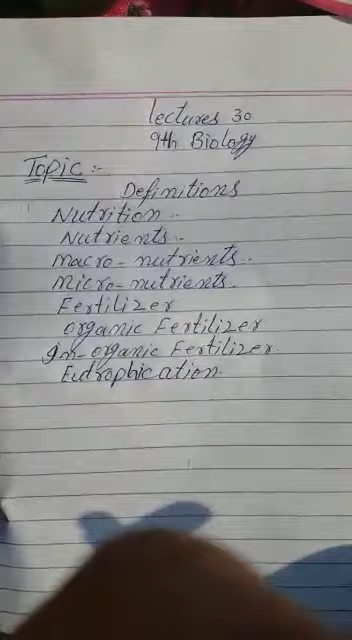 lectures 30
9th Biology
Topic :-
Definitions
Nutrition :-
Nutrients :-
Macro-nutrients :-
Micro-nutrients.
Fertilizer
organic Fertilizer
In-organic Fertilizer.
Eutrophication.